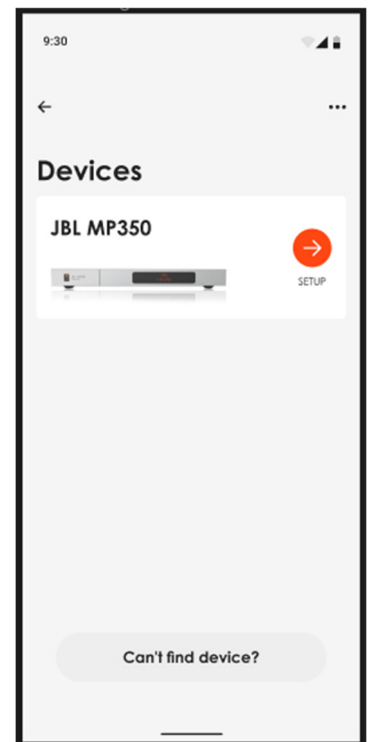 9:30
Devices
JBL MP350
SETUP
Can't find device?